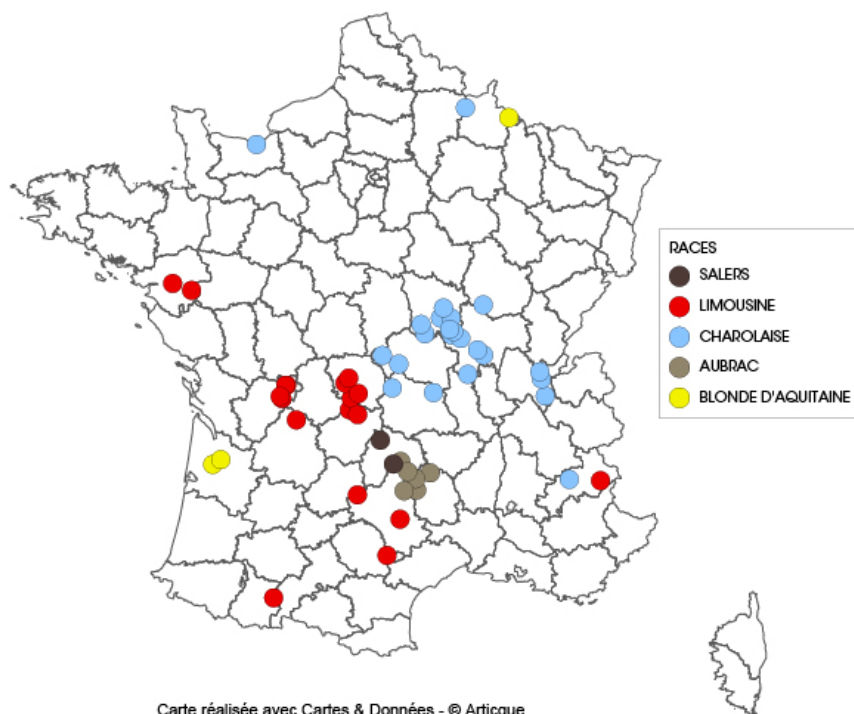 RACES
SALERS
LIMOUSINE
CHAROLAISE
AUBRAC
BLONDE D'AQUITAINE
Carte réalisée avec Cartes & Données - © Articque